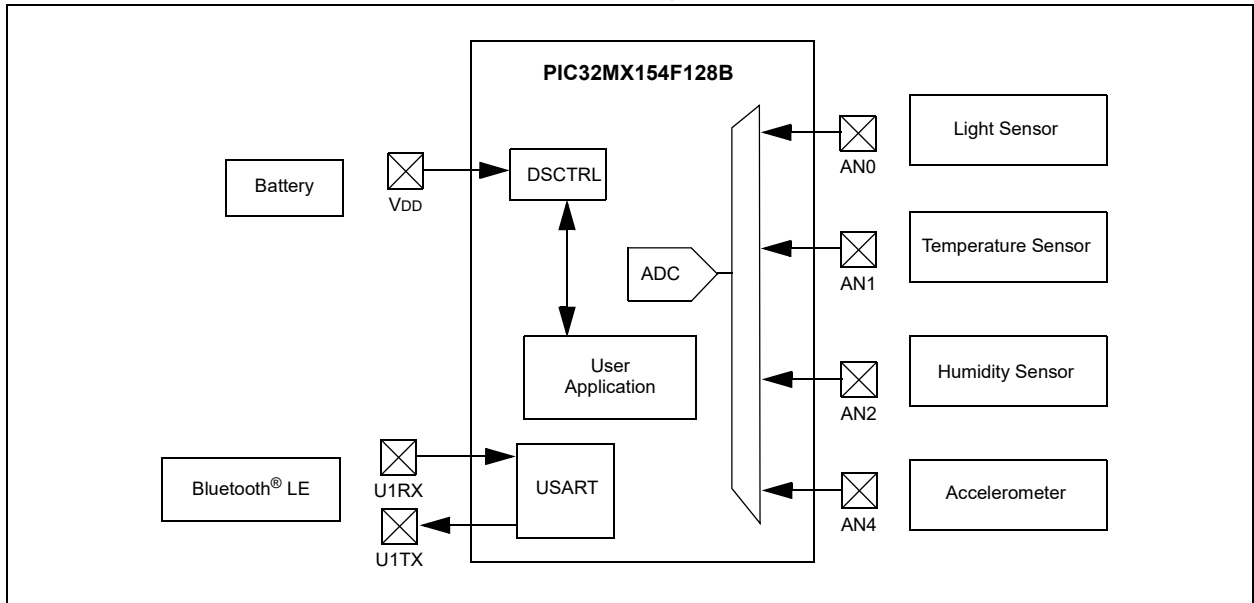 PIC32MX154F128B
Light Sensor
AN0
Battery
VDD
DSCTRL
Temperature Sensor
AN1
ADC
User
Application
Humidity Sensor
AN2
Bluetooth® LE
U1RX
U1TX
USART
Accelerometer
AN4